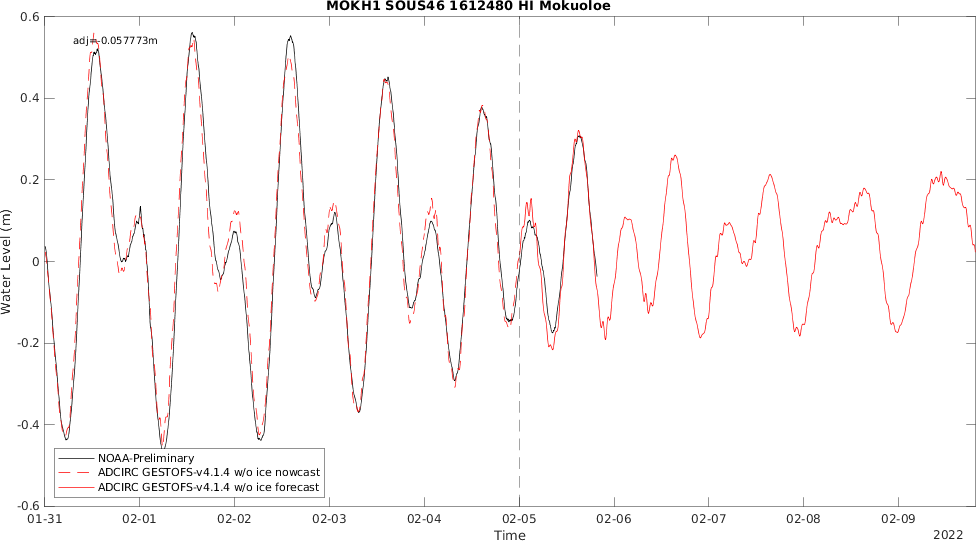 MOKH1 SOUS46 1612480 HI Mokuoloe
adj=-0.057773m
0.6
0.4
0.2
0
-0.2
-0.4
-0.6
Water Level (m)
NOAA-Preliminary
ADCIRC GESTOFS-v4.1.4 w/o ice nowcast
ADCIRC GESTOFS-v4.1.4 w/o ice forecast
01-31 02-01 02-02 02-03 02-04 02-05 02-06 02-07 02-08 02-09
Time
2022